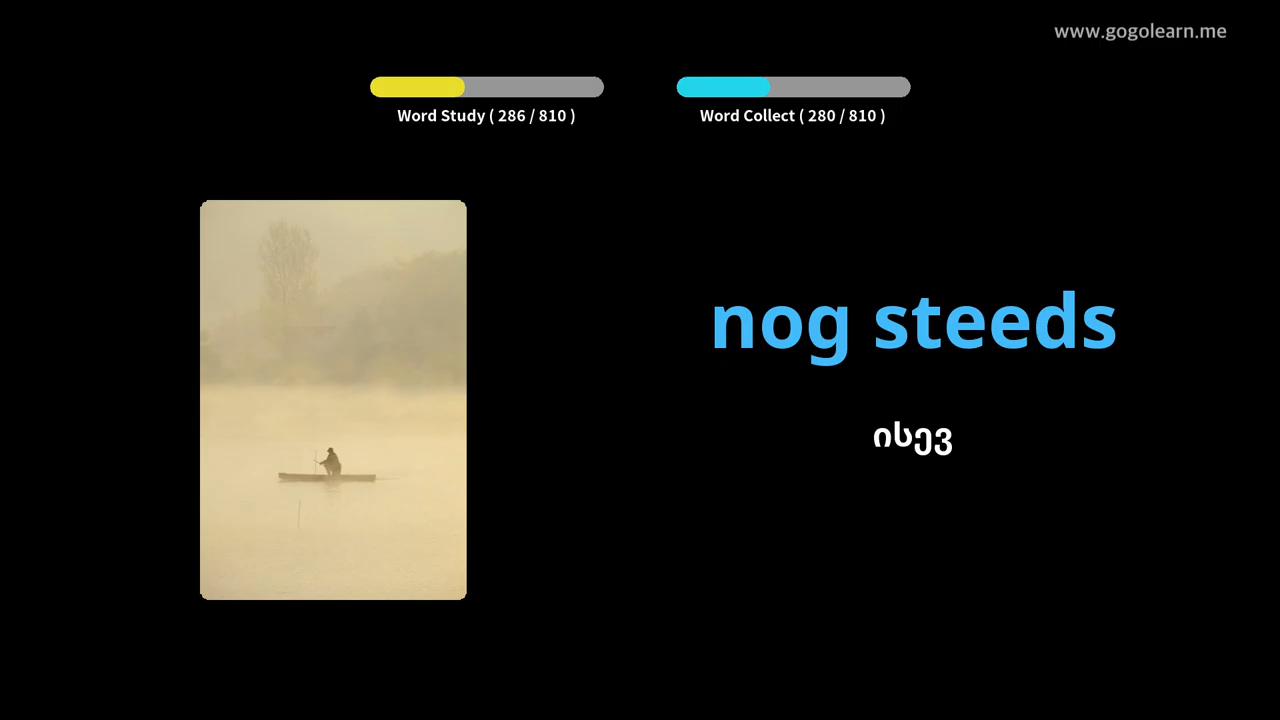 www.gogolearn.me
Word Study ( 286 / 810 )
Word Collect ( 280 / 810 )
nog steeds
ისევ